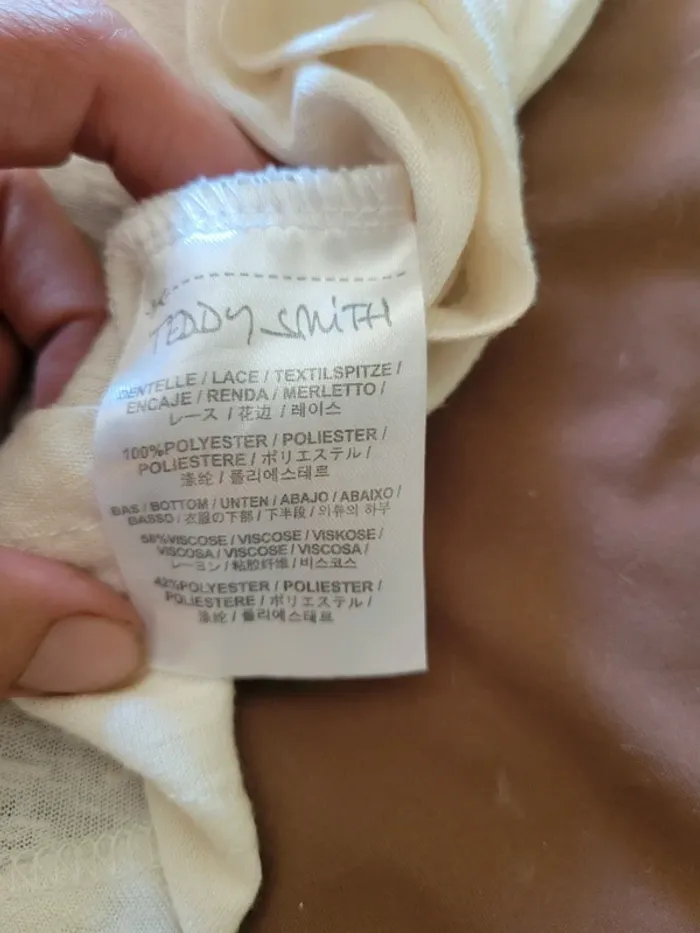 TEDDY SMITH
DENTELLE / LACE / TEXTILSPITZE /
ENCAJE / RENDA / MERLETTO /
レース / 花边 / 레이스
100%POLYESTER / POLIESTER /
POLIESTERE / ポリエステル /
涤纶 / 폴리에스테르
BAS / BOTTOM / UNTEN / ABAJO / ABAIXO /
BASSO / 衣服の下部 / 下半段 / 의류의 하부
58%VISCOSE / VISCOSE / VISKOSE /
VISCOSA / VISCOSE / VISCOSA /
レーヨン / 粘胶纤维 / 비스코스
42%POLYESTER / POLIESTER /
POLIESTERE / ポリエステル /
涤纶 / 폴리에스테르